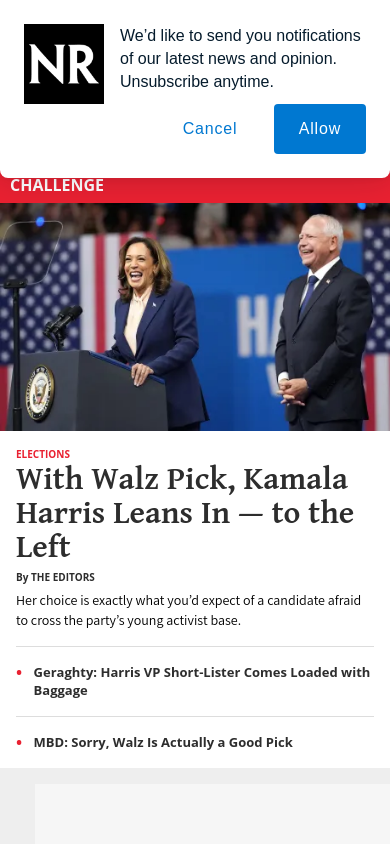 NR
We’d like to send you notifications
of our latest news and opinion.
Unsubscribe anytime.
Cancel
Allow
CHALLENGE
HA
ELECTIONS
With Walz Pick, Kamala
Harris Leans In — to the
Left
By THE EDITORS
Her choice is exactly what you’d expect of a candidate afraid
to cross the party’s young activist base.
• Geraghty: Harris VP Short-Lister Comes Loaded with
Baggage
• MBD: Sorry, Walz Is Actually a Good Pick